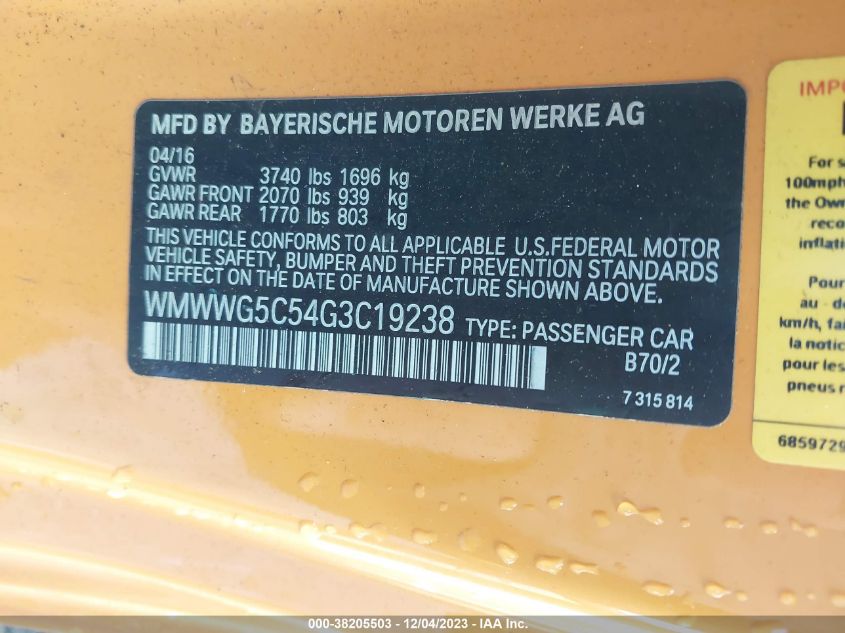 MFD BY BAYERISCHE MOTOREN WERKE AG
04/16
GVWR 3740 lbs 1696 kg
GAWR FRONT 2070 lbs 939 kg
GAWR REAR 1770 lbs 803 kg
THIS VEHICLE CONFORMS TO ALL APPLICABLE U.S.FEDERAL MOTOR
VEHICLE SAFETY, BUMPER AND THEFT PREVENTION STANDARDS
IN EFFECT ON THE DATE OF MANUFACTURE SHOWN ABOVE.
WMWWG5C54G3C19238 TYPE: PASSENGER CAR
B70/2
7 315 814
For
100mph
the
inflati
Pour
au - de
km/h,
la notic
pour les
pneus
6859729
000-38205503 - 12/04/2023 - IAA Inc.